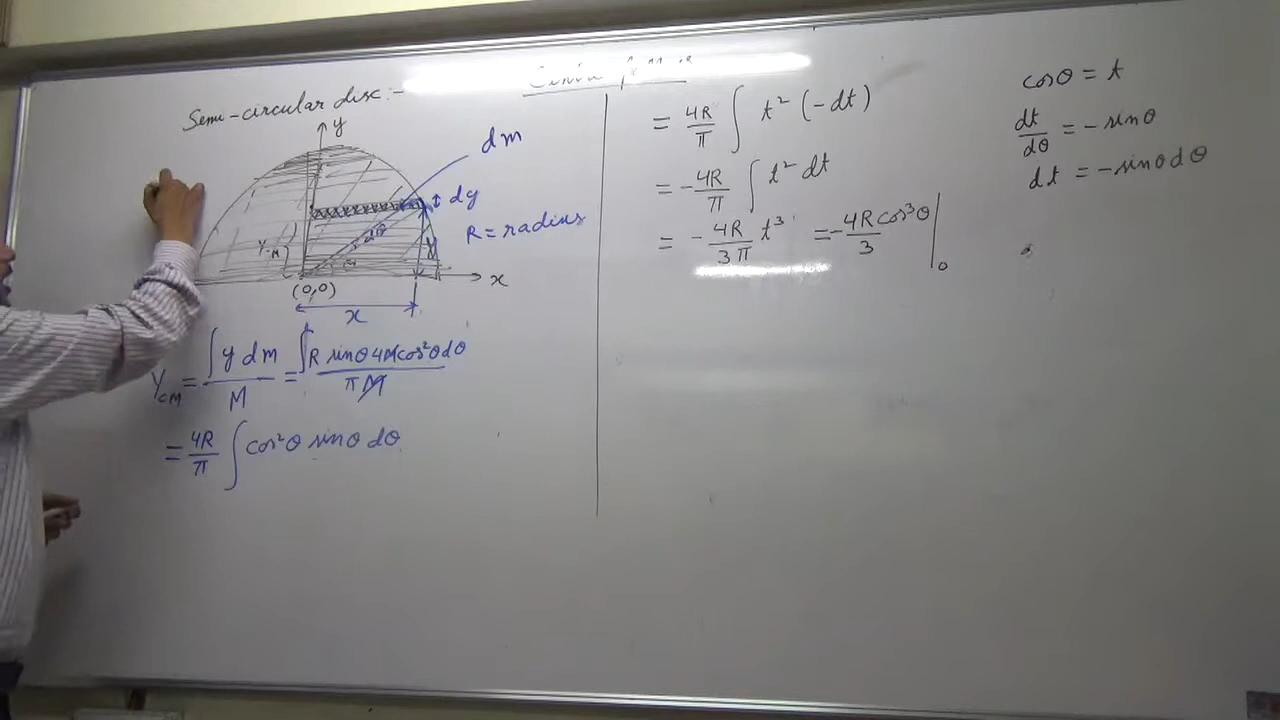 Semi-circular disc:-
y
dm
dy
R = radius
dθ
Y_CM
y
(0,0)
x
x
Y_CM = ∫ y dm / M = ∫ R sinθ 4M cos²θ dθ / π M
= 4R/π ∫ cos²θ sinθ dθ
= 4R/π ∫ t² (-dt)
= -4R/π ∫ t² dt
= - 4R/3π t³ = -4R cos³θ/3 |₀
cosθ = t
dt/dθ = - sinθ
dt = - sinθ dθ